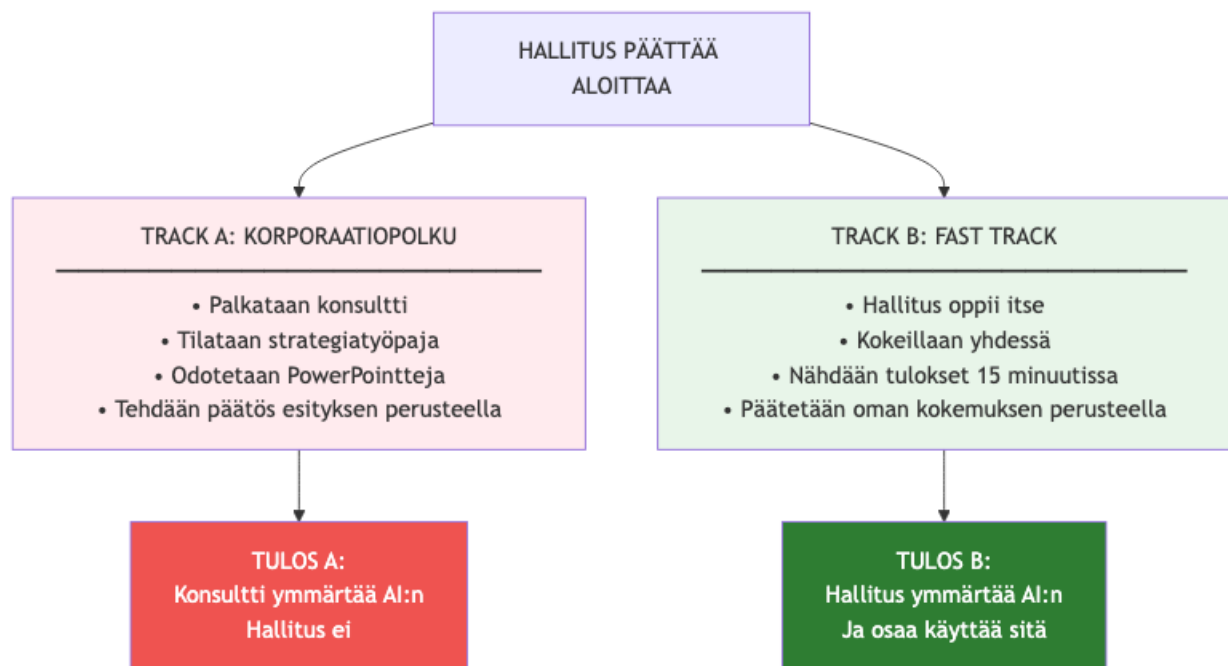 HALLITUS PÄÄTTÄÄ
ALOITTAA
TRACK A: KORPORAATIOPOLKU
• Palkataan konsultti
• Tilataan strategiatyöpaja
• Odotetaan PowerPointteja
• Tehdään päätös esityksen perusteella
TRACK B: FAST TRACK
• Hallitus oppii itse
• Kokeillaan yhdessä
• Nähdään tulokset 15 minuutissa
• Päätetään oman kokemuksen perusteella
TULOS A:
Konsultti ymmärtää AI:n
Hallitus ei
TULOS B:
Hallitus ymmärtää AI:n
Ja osaa käyttää sitä